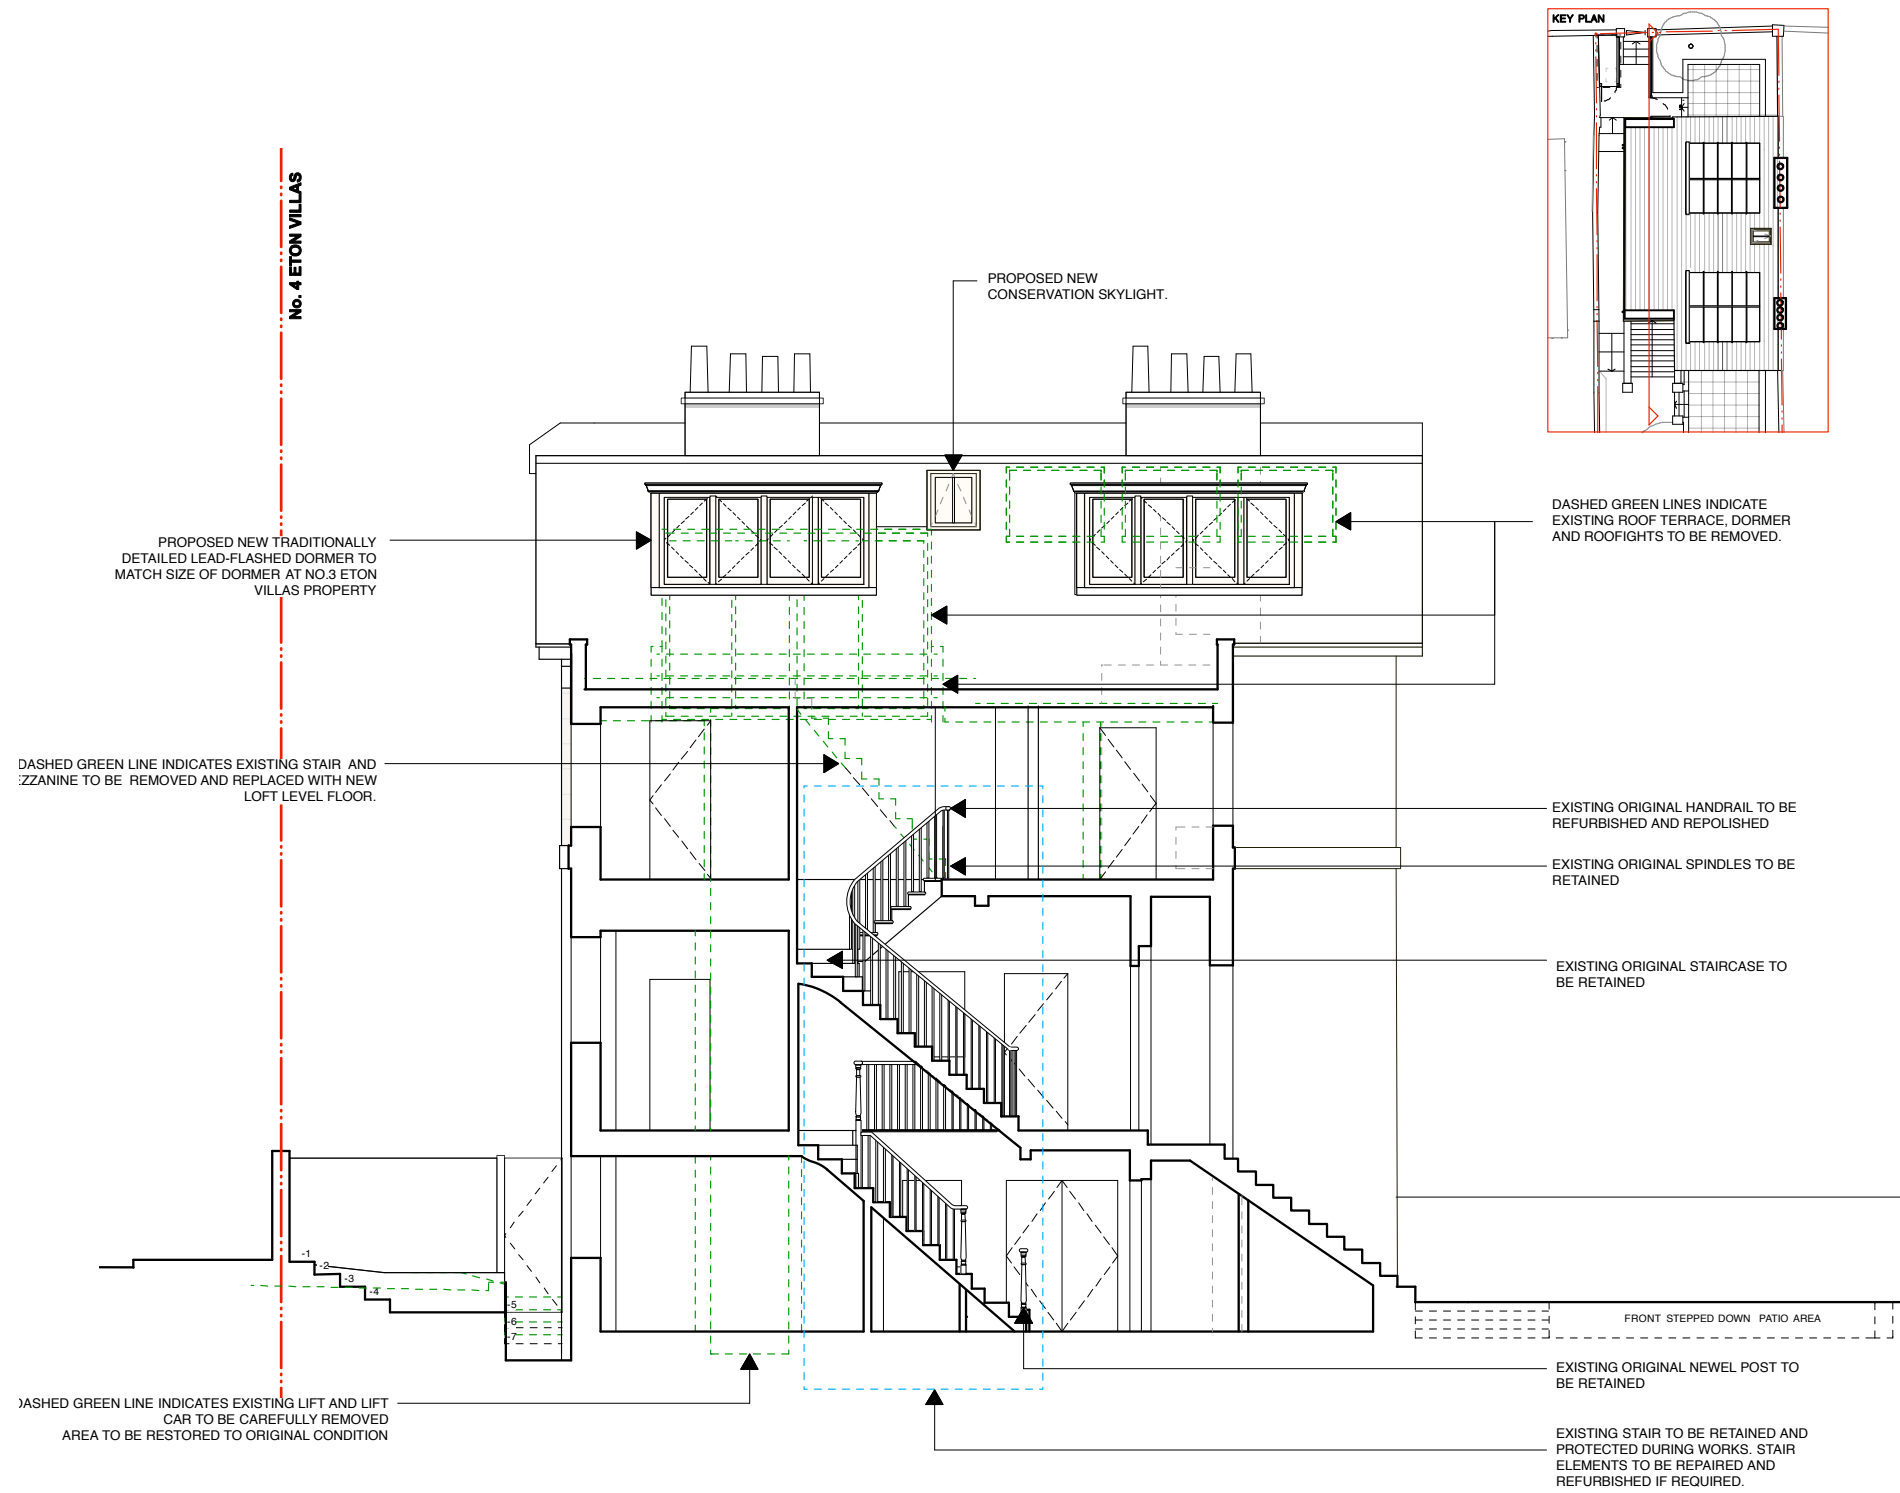 KEY PLAN
No. 4 ETON VILLAS
PROPOSED NEW
CONSERVATION SKYLIGHT.
DASHED GREEN LINES INDICATE
EXISTING ROOF TERRACE, DORMER
AND ROOFIGHTS TO BE REMOVED.
PROPOSED NEW TRADITIONALLY
DETAILED LEAD-FLASHED DORMER TO
MATCH SIZE OF DORMER AT NO.3 ETON
VILLAS PROPERTY
DASHED GREEN LINE INDICATES EXISTING STAIR AND
EZZANINE TO BE REMOVED AND REPLACED WITH NEW
LOFT LEVEL FLOOR.
EXISTING ORIGINAL HANDRAIL TO BE
REFURBISHED AND REPOLISHED
EXISTING ORIGINAL SPINDLES TO BE
RETAINED
EXISTING ORIGINAL STAIRCASE TO
BE RETAINED
-1
-2
-3
-4
-5
-6
-7
FRONT STEPPED DOWN PATIO AREA
EXISTING ORIGINAL NEWEL POST TO
BE RETAINED
DASHED GREEN LINE INDICATES EXISTING LIFT AND LIFT
CAR TO BE CAREFULLY REMOVED
AREA TO BE RESTORED TO ORIGINAL CONDITION
EXISTING STAIR TO BE RETAINED AND
PROTECTED DURING WORKS. STAIR
ELEMENTS TO BE REPAIRED AND
REFURBISHED IF REQUIRED.